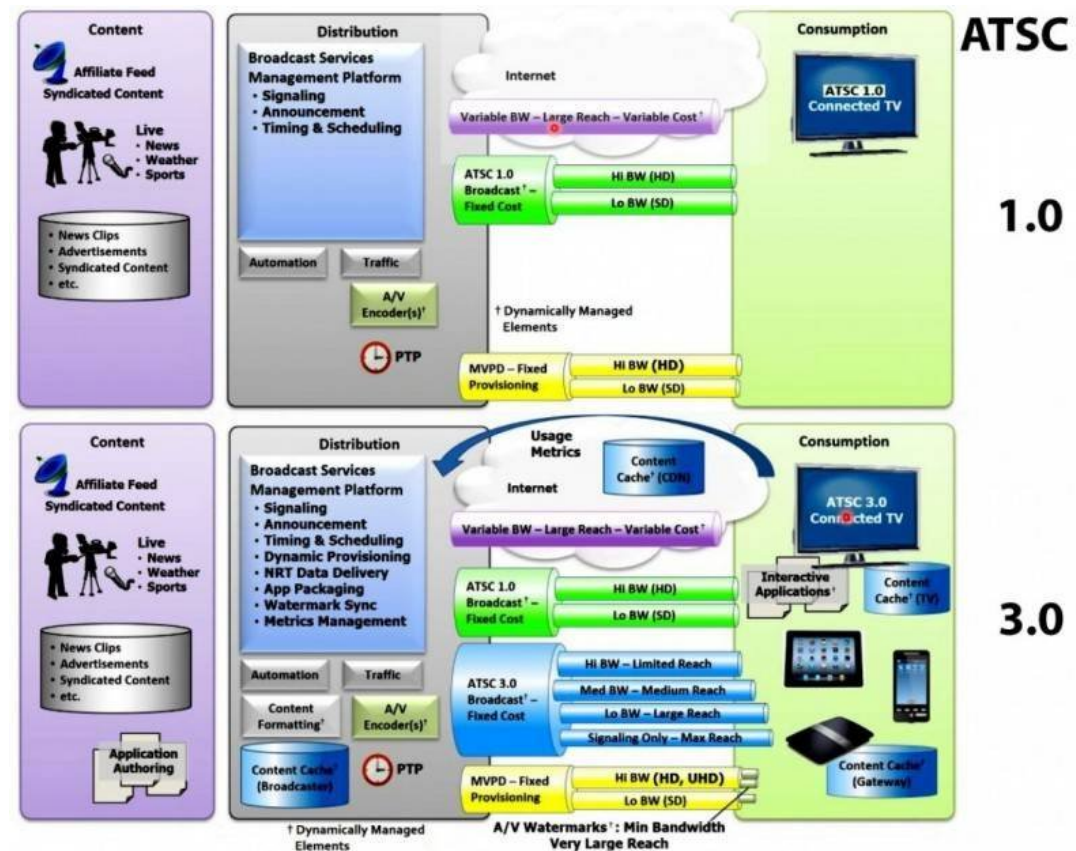 ATSC
1.0
Content
Affiliate Feed
Syndicated Content
Live
· News
· Weather
· Sports
· News Clips
· Advertisements
· Syndicated Content
· etc.
Distribution
Broadcast Services
Management Platform
· Signaling
· Announcement
· Timing & Scheduling
Automation
Traffic
A/V
Encoder(s)†
PTP
Internet
Variable BW – Large Reach – Variable Cost†
ATSC 1.0
Broadcast† –
Fixed Cost
Hi BW (HD)
Lo BW (SD)
† Dynamically Managed
Elements
MVPD – Fixed
Provisioning
Hi BW (HD)
Lo BW (SD)
Consumption
ATSC 1.0
Connected TV
3.0
Content
Affiliate Feed
Syndicated Content
Live
· News
· Weather
· Sports
· News Clips
· Advertisements
· Syndicated Content
· etc.
Application
Authoring
Distribution
Broadcast Services
Management Platform
· Signaling
· Announcement
· Timing & Scheduling
· Dynamic Provisioning
· NRT Data Delivery
· App Packaging
· Watermark Sync
· Metrics Management
Automation
Traffic
Content
Formatting†
A/V
Encoder(s)†
Content Cache†
(Broadcaster)
PTP
† Dynamically Managed
Elements
Usage
Metrics
Content
Cache† (CDN)
Internet
Variable BW – Large Reach – Variable Cost†
ATSC 1.0
Broadcast† –
Fixed Cost
Hi BW (HD)
Lo BW (SD)
ATSC 3.0
Broadcast† –
Fixed Cost
Hi BW – Limited Reach
Med BW – Medium Reach
Lo BW – Large Reach
Signaling Only – Max Reach
MVPD – Fixed
Provisioning
Hi BW (HD, UHD)
Lo BW (SD)
A/V Watermarks†: Min Bandwidth
Very Large Reach
Consumption
ATSC 3.0
Connected TV
Interactive
Applications†
Content
Cache† (TV)
Content Cache†
(Gateway)